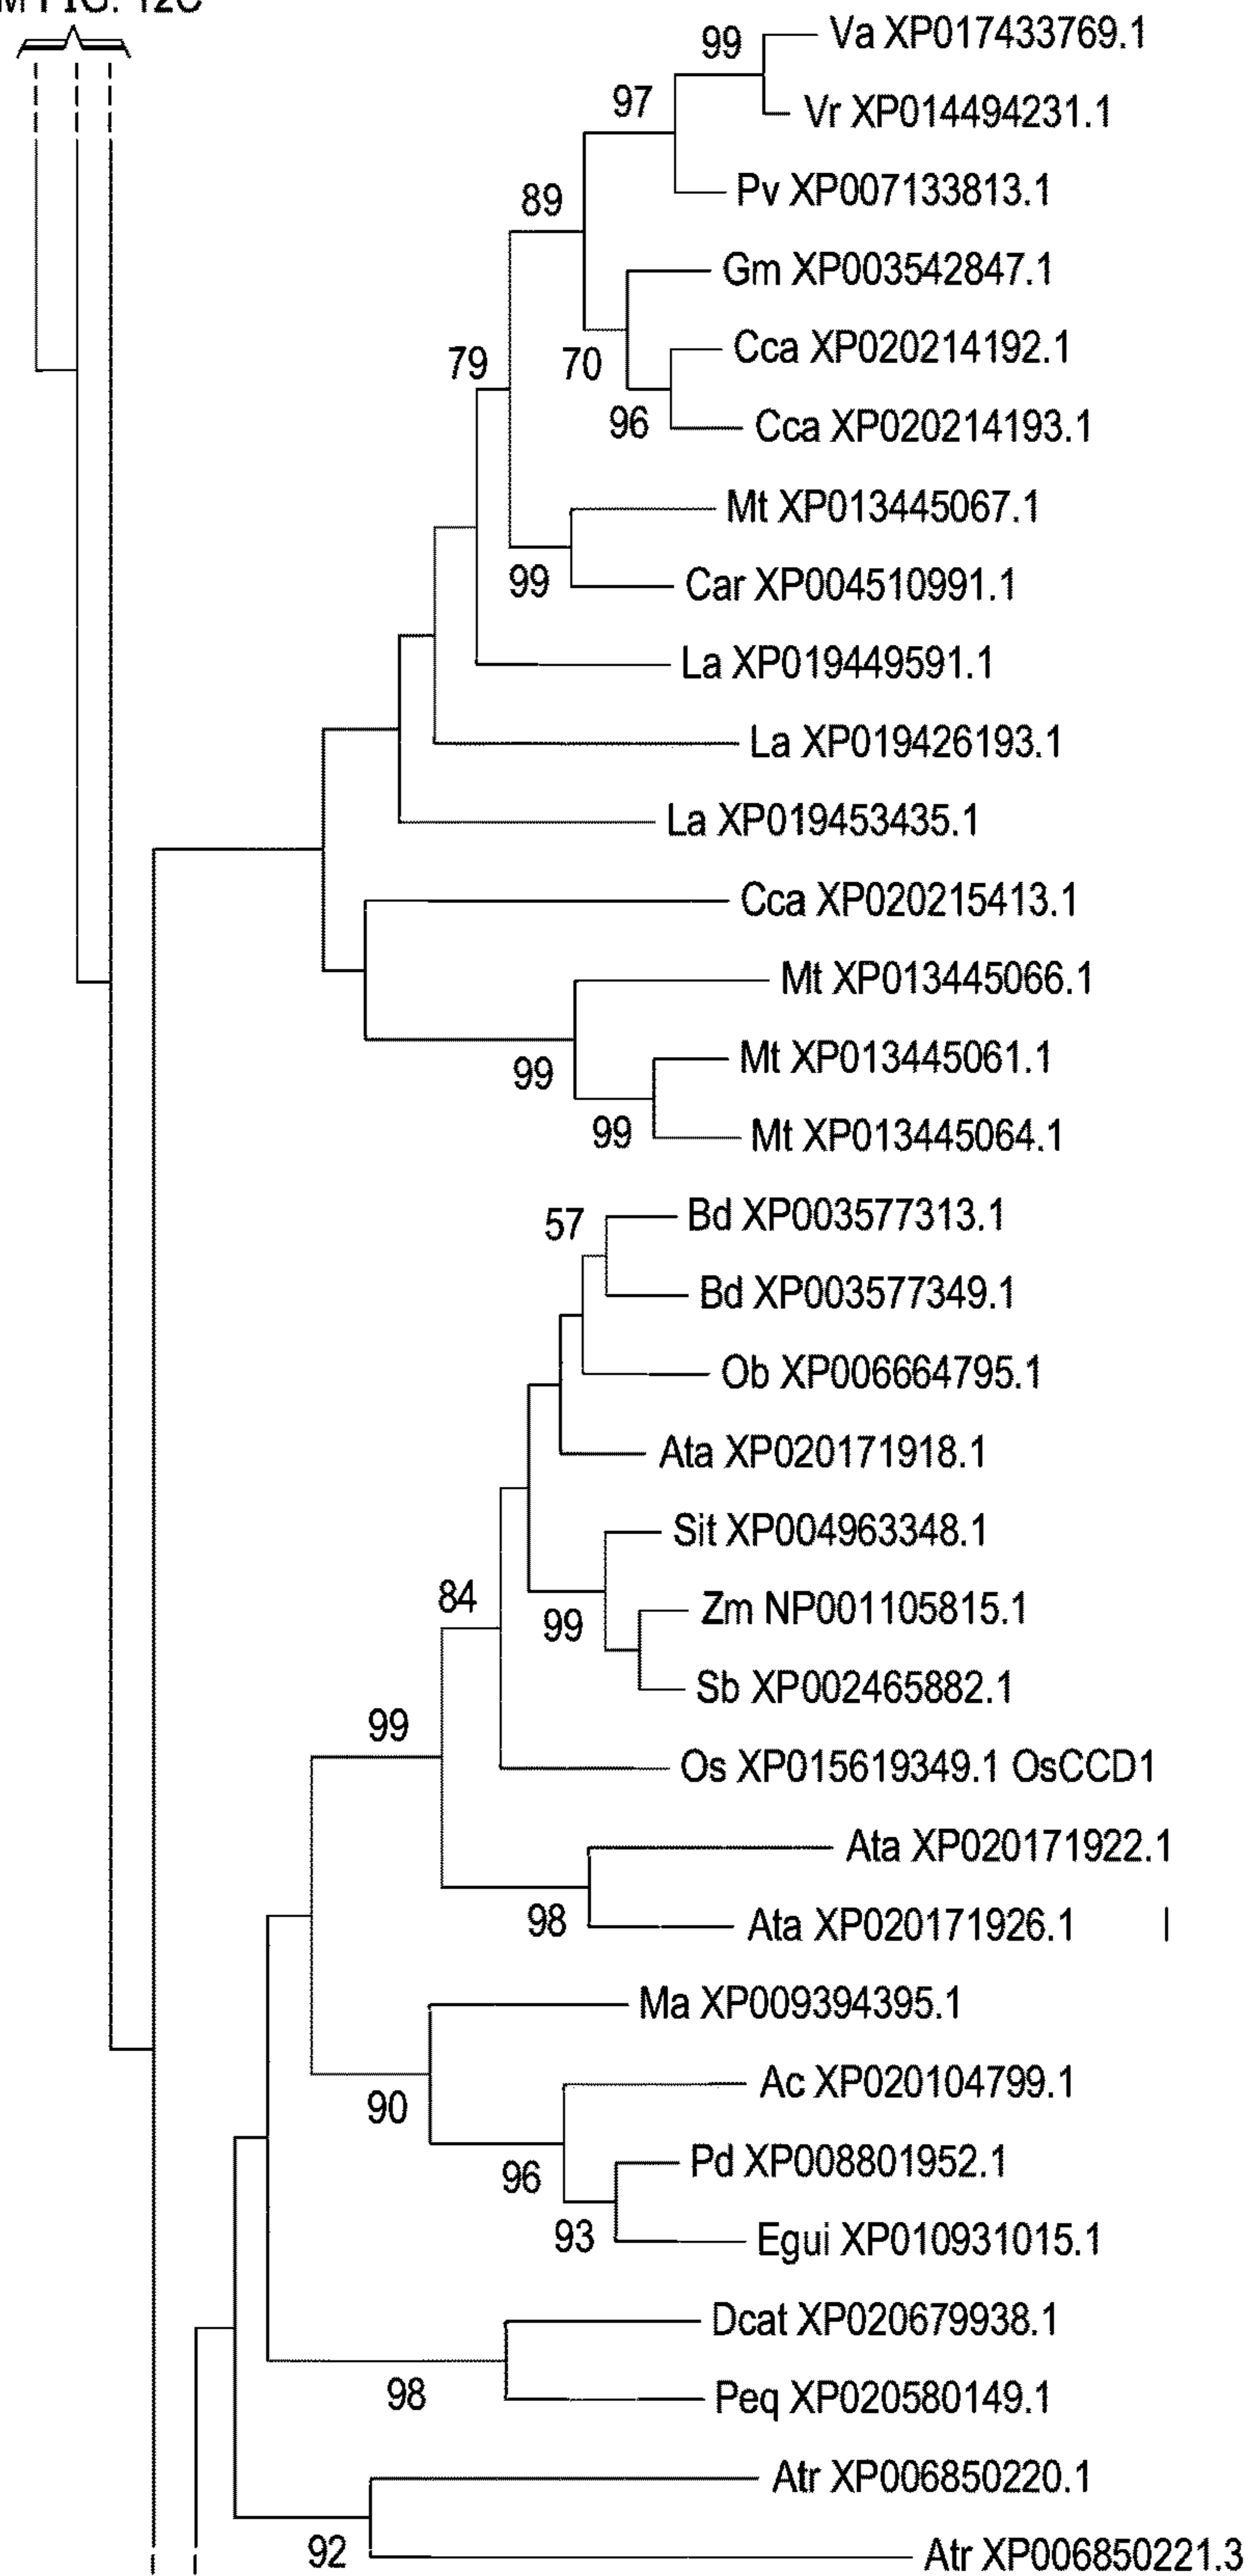 FIG. 12C
99
Va XP017433769.1
97
Vr XP014494231.1
Pv XP007133813.1
89
Gm XP003542847.1
79
70
Cca XP020214192.1
96
Cca XP020214193.1
Mt XP013445067.1
99
Car XP004510991.1
La XP019449591.1
La XP019426193.1
La XP019453435.1
Cca XP020215413.1
Mt XP013445066.1
99
Mt XP013445061.1
99
Mt XP013445064.1
57
Bd XP003577313.1
Bd XP003577349.1
Ob XP006664795.1
Ata XP020171918.1
Sit XP004963348.1
84
99
Zm NP001105815.1
Sb XP002465882.1
99
Os XP015619349.1 OsCCD1
Ata XP020171922.1
98
Ata XP020171926.1 |
Ma XP009394395.1
90
Ac XP020104799.1
96
Pd XP008801952.1
93
Egui XP010931015.1
Dcat XP020679938.1
98
Peq XP020580149.1
Atr XP006850220.1
92
Atr XP006850221.3